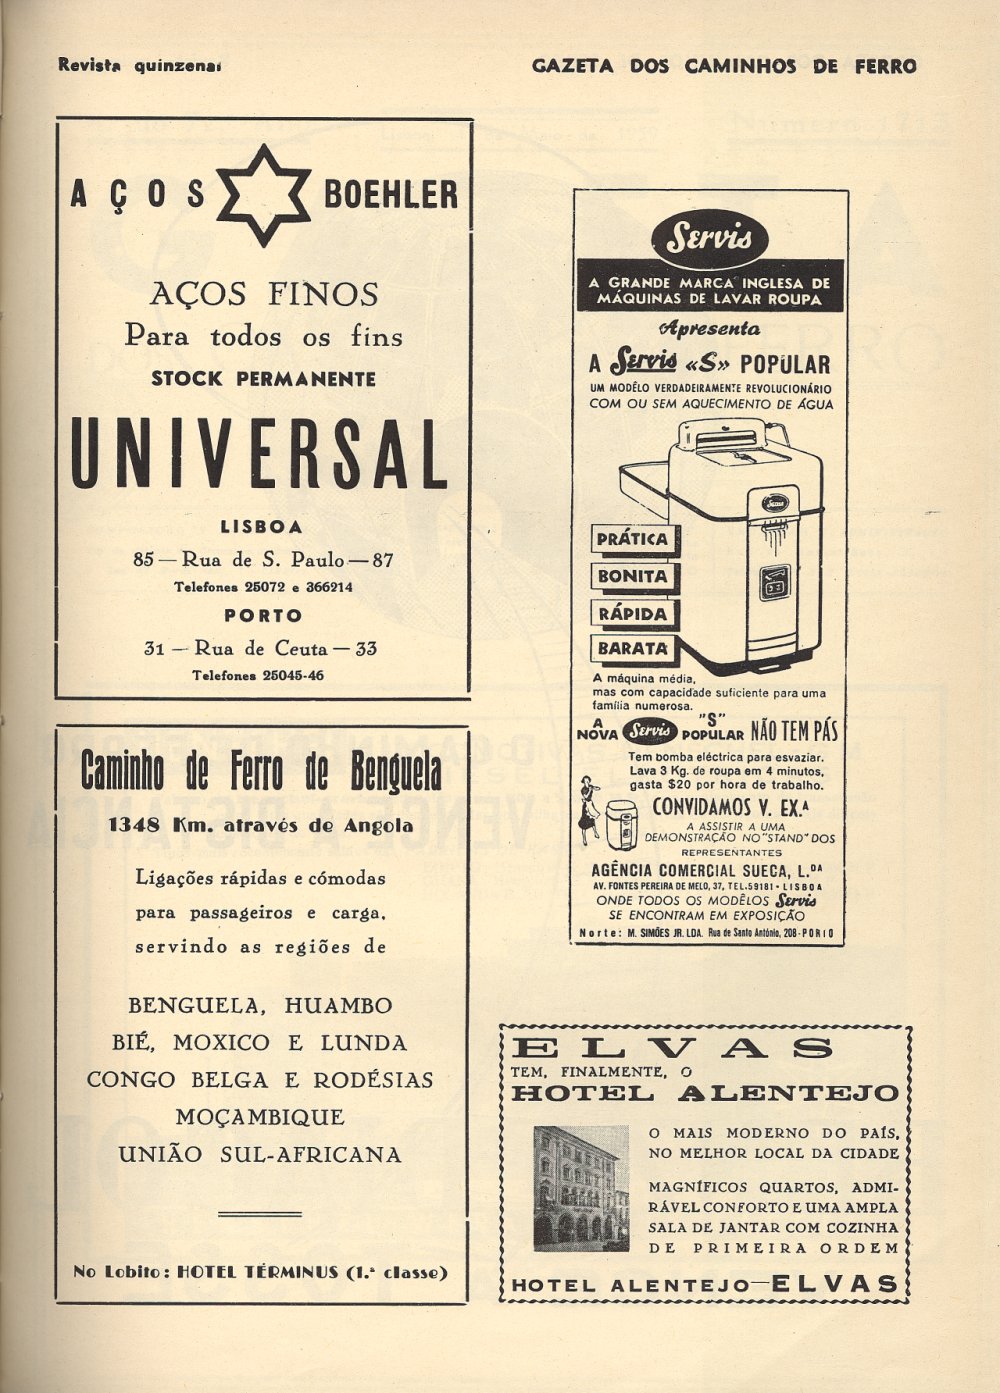 Revista quinzenal
GAZETA DOS CAMINHOS DE FERRO
AÇOS BOEHLER
AÇOS FINOS
Para todos os fins
STOCK PERMANENTE
UNIVERSAL
LISBOA
85 — Rua de S. Paulo — 87
Telefones 25072 e 366214
PORTO
31 — Rua de Ceuta — 33
Telefones 25045-46
Caminho de Ferro de Benguela
1348 Km. através de Angola
Ligações rápidas e cómodas
para passageiros e carga,
servindo as regiões de
BENGUELA, HUAMBO
BIÉ, MOXICO E LUNDA
CONGO BELGA E RODÉSIAS
MOÇAMBIQUE
UNIÃO SUL-AFRICANA
No Lobito: HOTEL TÉRMINUS (1.ª classe)
Servis
A GRANDE MARCA INGLESA DE
MÁQUINAS DE LAVAR ROUPA
Apresenta
A Servis «S» POPULAR
UM MODÊLO VERDADEIRAMENTE REVOLUCIONÁRIO
COM OU SEM AQUECIMENTO DE ÁGUA
Servis
PRÁTICA
BONITA
RÁPIDA
BARATA
A máquina média,
mas com capacidade suficiente para uma
família numerosa.
A NOVA Servis "S" POPULAR NÃO TEM PÁS
Tem bomba eléctrica para esvaziar.
Lava 3 Kg. de roupa em 4 minutos,
gasta $20 por hora de trabalho.
CONVIDAMOS V. EX.ª
A ASSISTIR A UMA
DEMONSTRAÇÃO NO "STAND" DOS
REPRESENTANTES
AGÊNCIA COMERCIAL SUECA, L.DA
AV. FONTES PEREIRA DE MELO, 37, TEL. 59181 - LISBOA
ONDE TODOS OS MODÊLOS Servis
SE ENCONTRAM EM EXPOSIÇÃO
Norte: M. SIMÕES JR. LDA. Rua de Santo António, 208 - PORTO
ELVAS
TEM, FINALMENTE, O
HOTEL ALENTEJO
O MAIS MODERNO DO PAÍS,
NO MELHOR LOCAL DA CIDADE
MAGNÍFICOS QUARTOS, ADMI-
RÁVEL CONFORTO E UMA AMPLA
SALA DE JANTAR COM COZINHA
DE PRIMEIRA ORDEM
HOTEL ALENTEJO — ELVAS